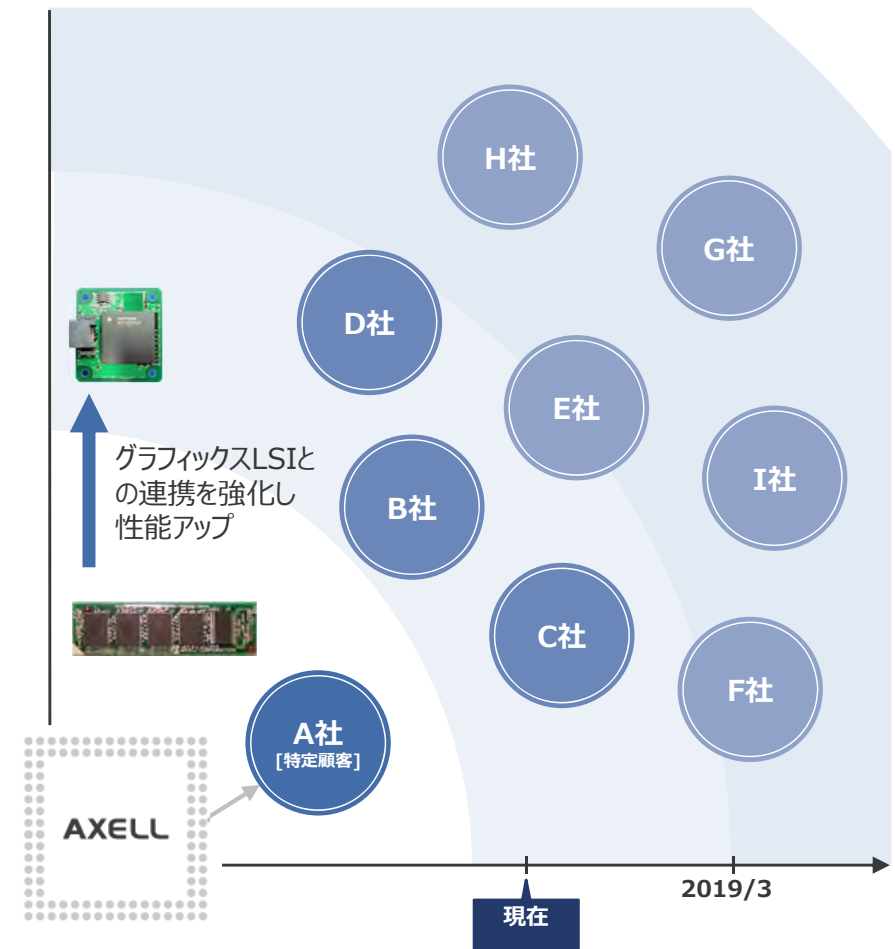 H社
G社
D社
E社
グラフィックスLSIと
の連携を強化し
性能アップ
I社
B社
C社
F社
A社
[特定顧客]
AXELL
2019/3
現在